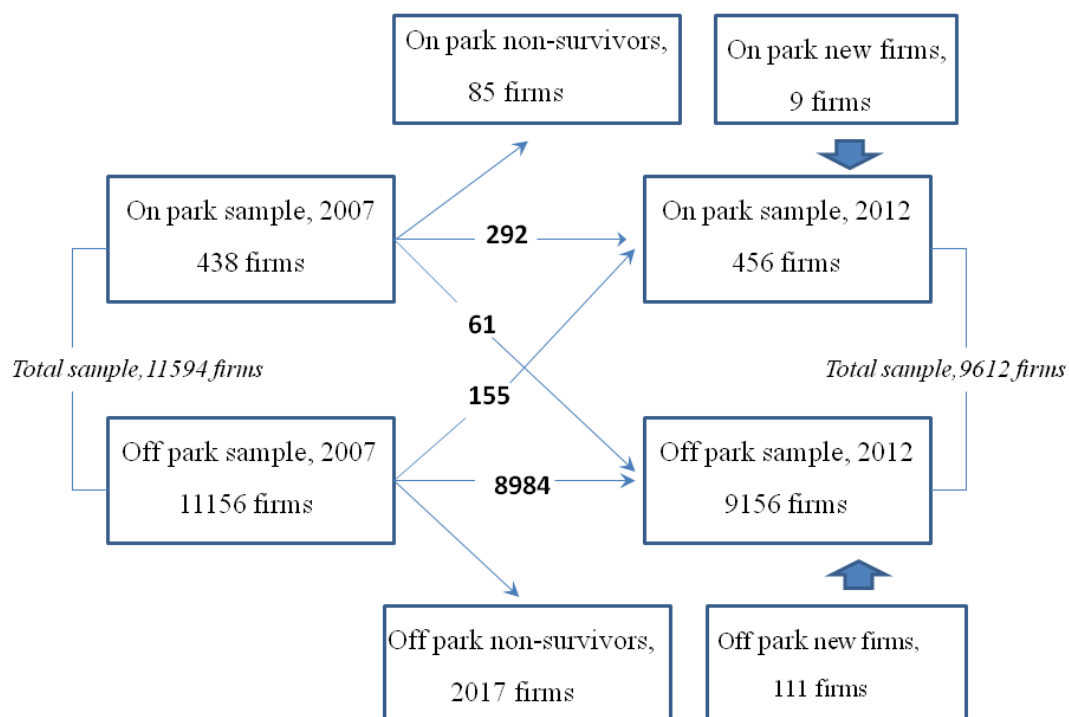 On park non-survivors,
85 firms
On park new firms,
9 firms
On park sample, 2007
438 firms
292
On park sample, 2012
456 firms
61
Total sample,11594 firms
Total sample,9612 firms
155
Off park sample, 2007
11156 firms
8984
Off park sample, 2012
9156 firms
Off park non-survivors,
2017 firms
Off park new firms,
111 firms